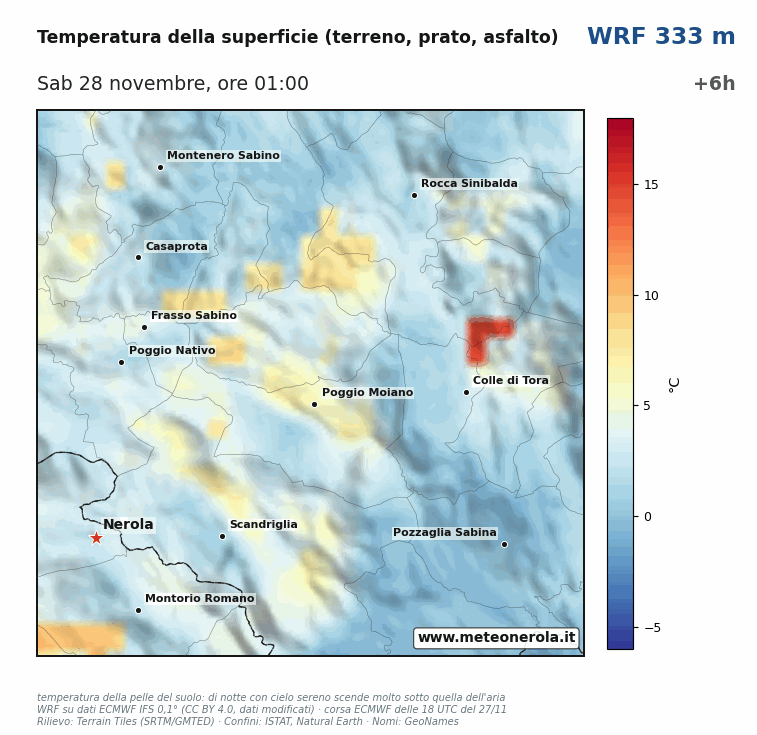 Temperatura della superficie (terreno, prato, asfalto)
WRF 333 m
Sab 28 novembre, ore 01:00
+6h
Montenero Sabino
Rocca Sinibalda
Casaprota
Frasso Sabino
Poggio Nativo
Colle di Tora
Poggio Moiano
Nerola
Scandriglia
Pozzaglia Sabina
Montorio Romano
www.meteonerola.it
15
10
5
0
−5
°C
temperatura della pelle del suolo: di notte con cielo sereno scende molto sotto quella dell'aria
WRF su dati ECMWF IFS 0,1° (CC BY 4.0, dati modificati) · corsa ECMWF delle 18 UTC del 27/11
Rilievo: Terrain Tiles (SRTM/GMTED) · Confini: ISTAT, Natural Earth · Nomi: GeoNames